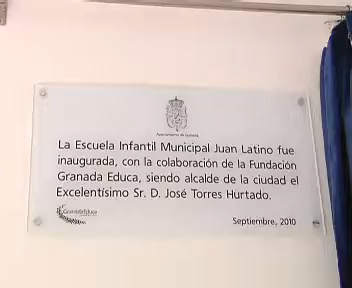 Ayuntamiento de Granada
La Escuela Infantil Municipal Juan Latino fue
inaugurada, con la colaboración de la Fundación
Granada Educa, siendo alcalde de la ciudad el
Excelentísimo Sr. D. José Torres Hurtado.
GranadaEduca
Septiembre, 2010